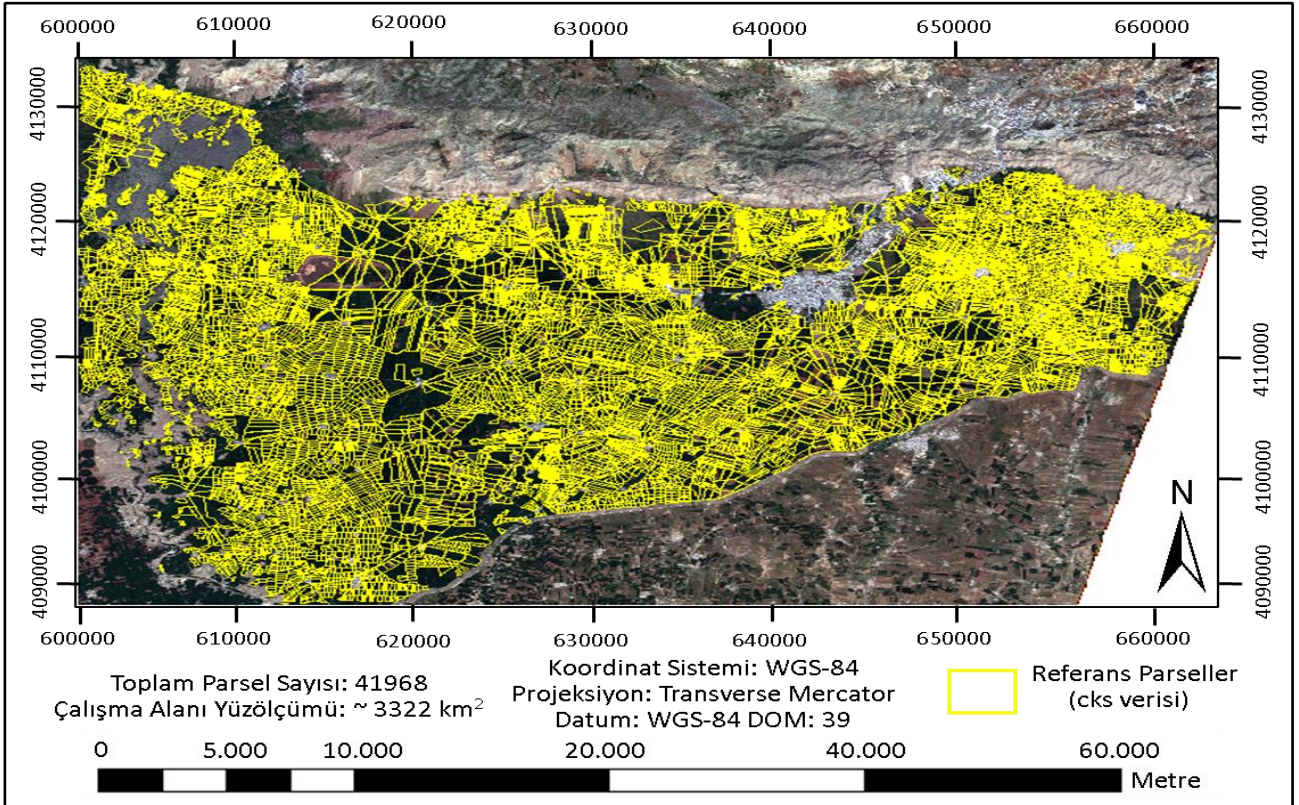 600000 610000 620000 630000 640000 650000 660000
4130000 4130000
4120000 4120000
4110000 4110000
4100000 4100000
N
4090000 4090000
600000 610000 620000 630000 640000 650000 660000
Toplam Parsel Sayısı: 41968
Çalışma Alanı Yüzölçümü: ~ 3322 km²
Koordinat Sistemi: WGS-84
Projeksiyon: Transverse Mercator
Datum: WGS-84 DOM: 39
Referans Parseller
(cks verisi)
0 5.000 10.000 20.000 40.000 60.000
Metre